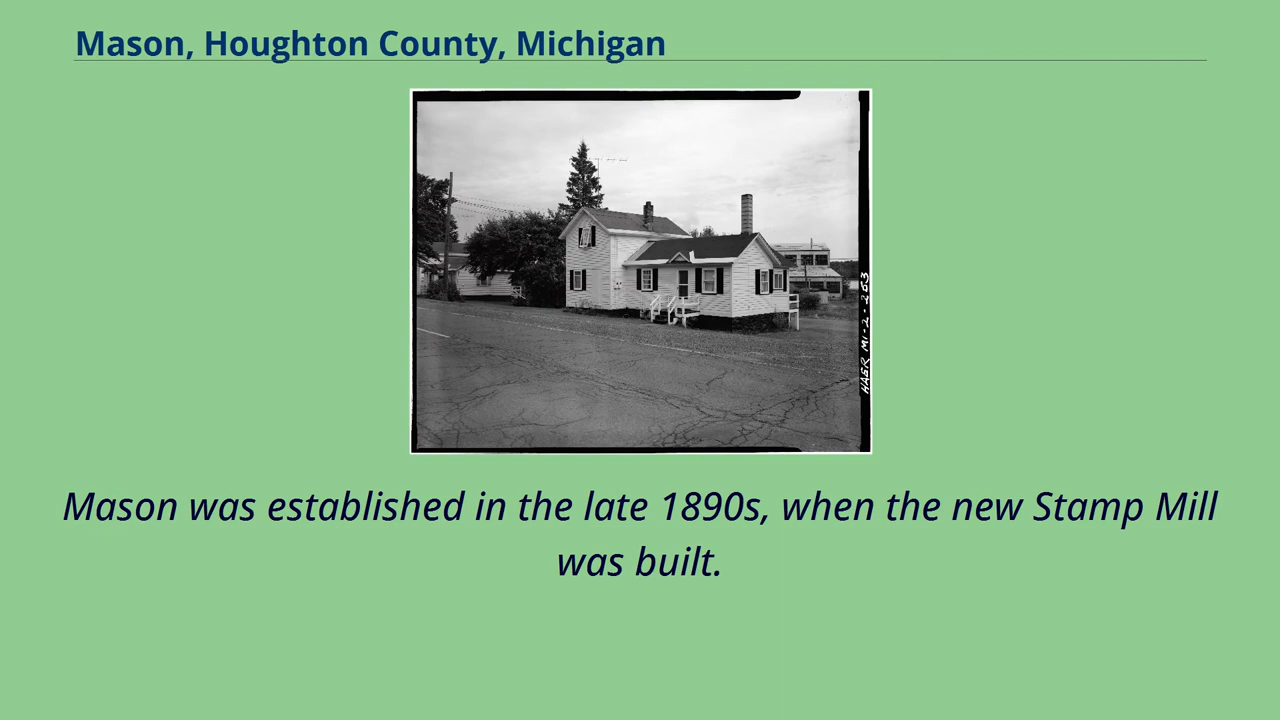 Mason, Houghton County, Michigan
HAER MI-2-263
Mason was established in the late 1890s, when the new Stamp Mill
was built.